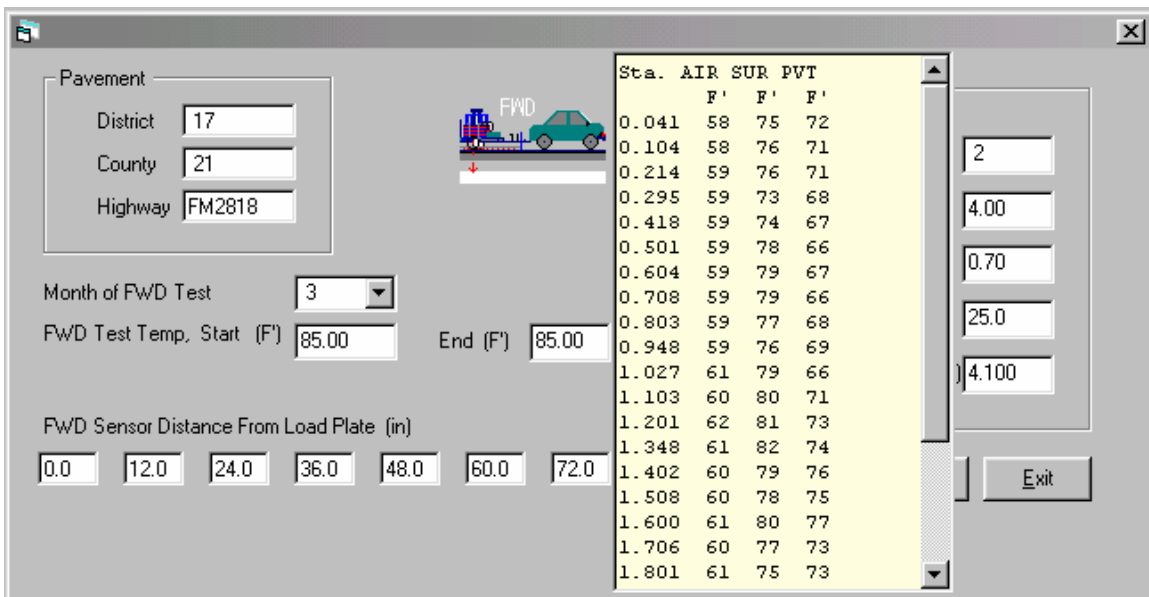 Pavement
District 17
County 21
Highway FM2818
FWD
Month of FWD Test 3
FWD Test Temp, Start (F') 85.00 End (F') 85.00
FWD Sensor Distance From Load Plate (in)
0.0 12.0 24.0 36.0 48.0 60.0 72.0
Sta. AIR SUR PVT
F' F' F'
0.041 58 75 72
0.104 58 76 71
0.214 59 76 71
0.295 59 73 68
0.418 59 74 67
0.501 59 78 66
0.604 59 79 67
0.708 59 79 66
0.803 59 77 68
0.948 59 76 69
1.027 61 79 66
1.103 60 80 71
1.201 62 81 73
1.348 61 82 74
1.402 60 79 76
1.508 60 78 75
1.600 61 80 77
1.706 60 77 73
1.801 61 75 73
2
4.00
0.70
25.0
) 4.100
Exit